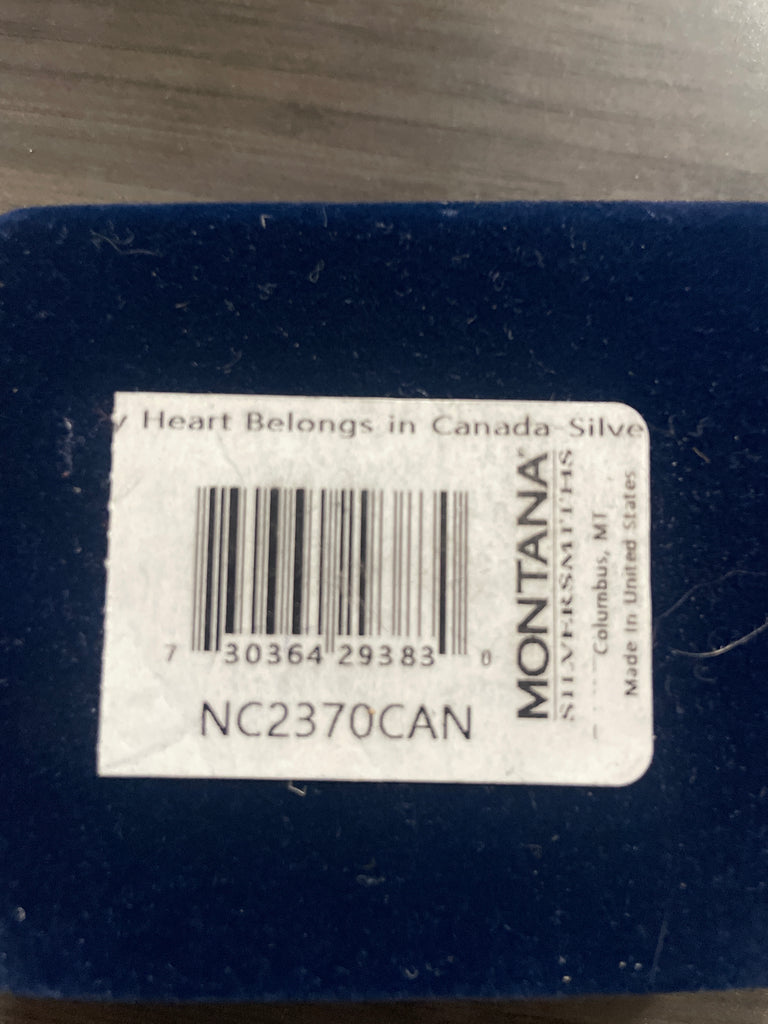 y Heart Belongs in Canada Silve
7 30364 29383 0
NC2370CAN
MONTANA
SILVERSMITHS
Columbus, MT
Made in United States